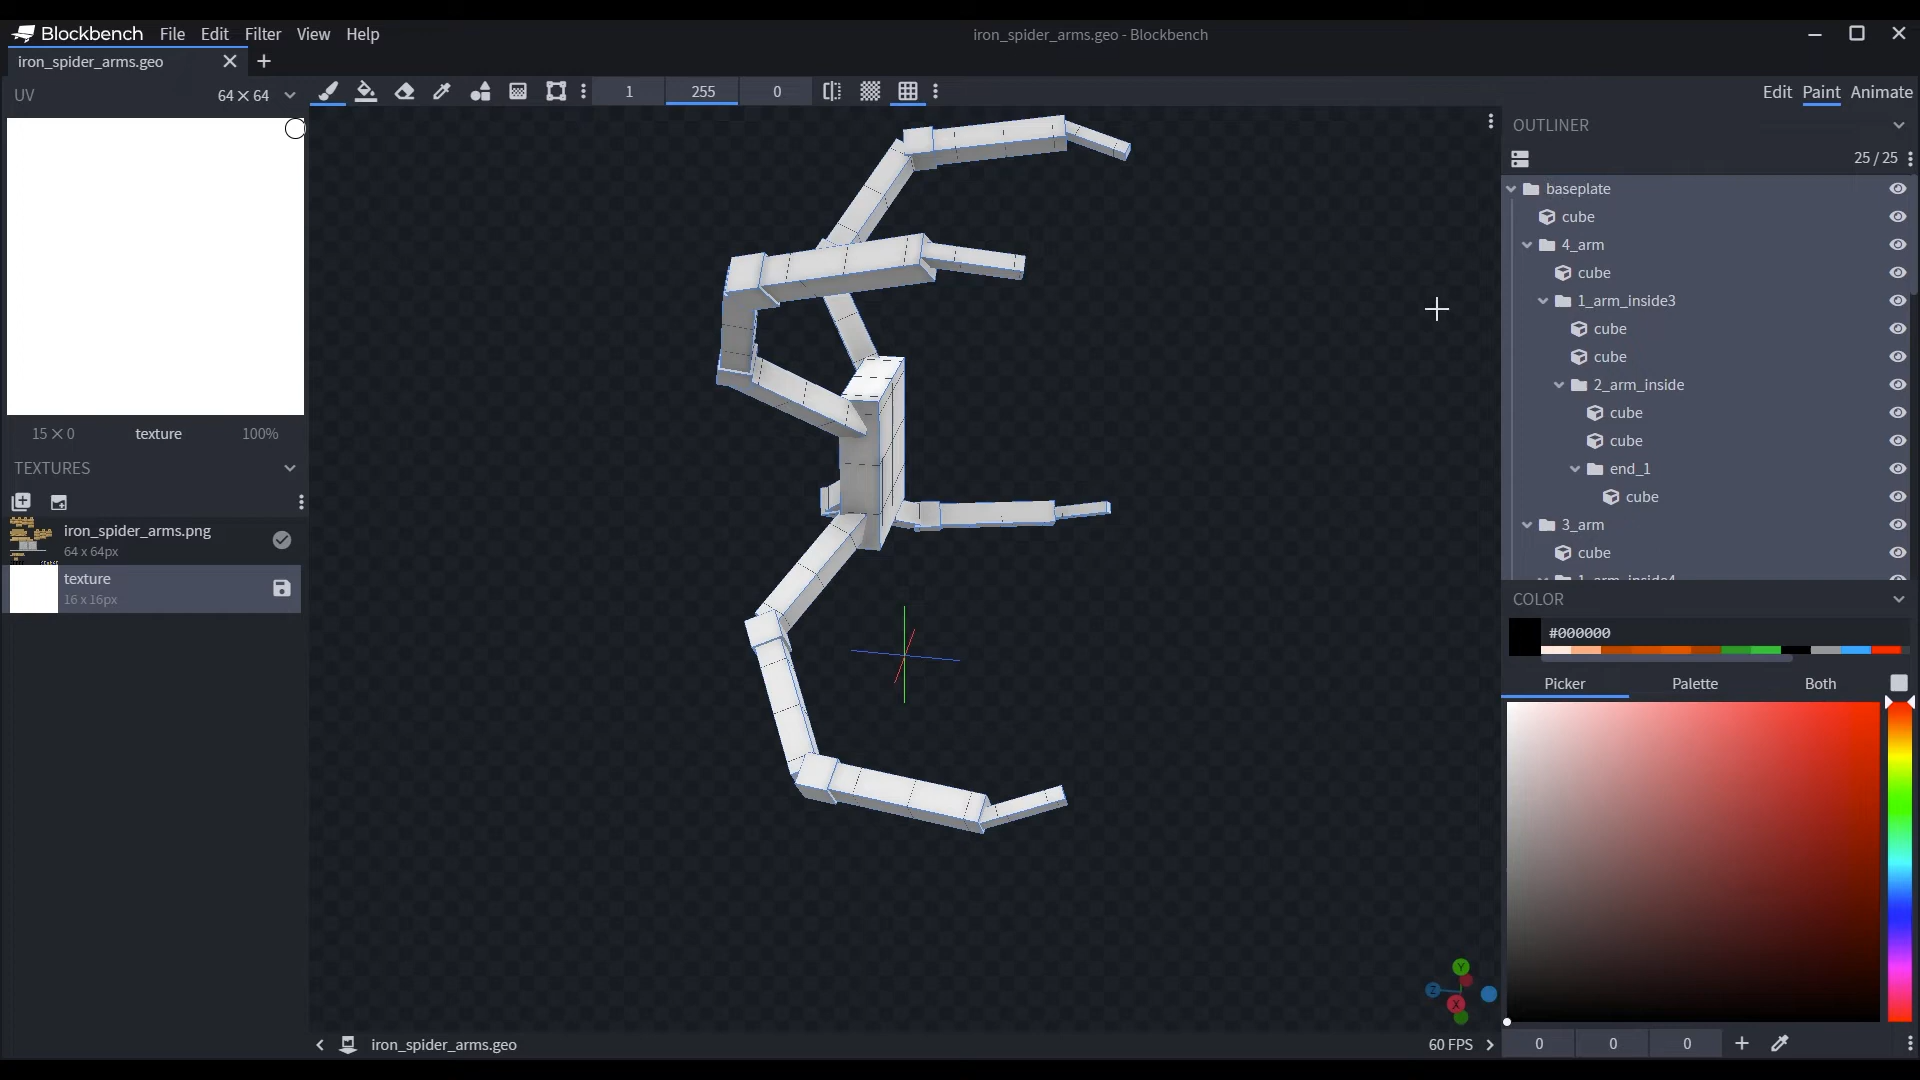 Blockbench File Edit Filter View Help
iron_spider_arms.geo - Blockbench
iron_spider_arms.geo
UV
64 × 64
1
255
0
Edit Paint Animate
15 × 0
texture
100%
TEXTURES
iron_spider_arms.png
64 x 64px
texture
16 x 16px
OUTLINER
25 / 25
baseplate
cube
4_arm
cube
1_arm_inside3
cube
cube
2_arm_inside
cube
cube
end_1
cube
3_arm
cube
1_arm_inside4
COLOR
#000000
Picker
Palette
Both
Y
Z
X
iron_spider_arms.geo
60 FPS
0
0
0